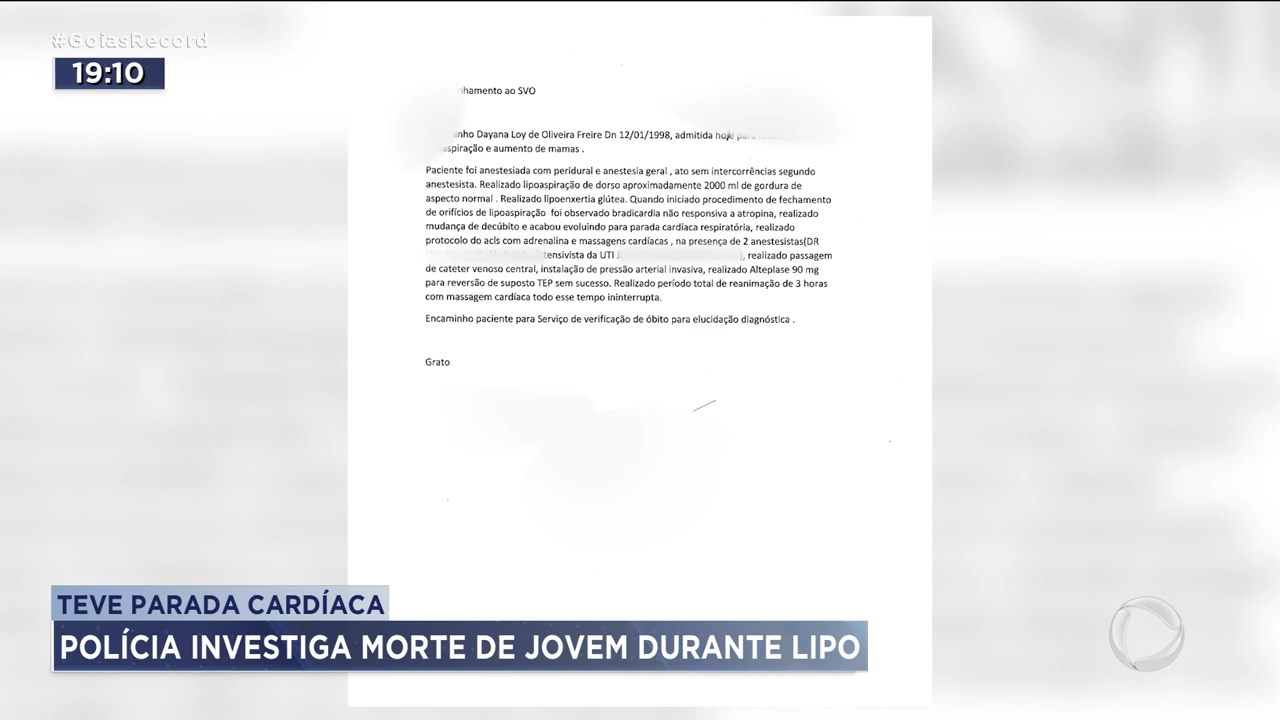 #GoiasRecord
19:10
nhamento ao SVO
inho Dayana Loy de Oliveira Freire Dn 12/01/1998, admitida hoje para
aspiração e aumento de mamas .
Paciente foi anestesiada com peridural e anestesia geral , ato sem intercorrências segundo
anestesista. Realizado lipoaspiração de dorso aproximadamente 2000 ml de gordura de
aspecto normal . Realizado lipoenxertia glútea. Quando iniciado procedimento de fechamento
de orifícios de lipoaspiração foi observado bradicardia não responsiva a atropina, realizado
mudança de decúbito e acabou evoluindo para parada cardíaca respiratória, realizado
protocolo do acls com adrenalina e massagens cardíacas , na presença de 2 anestesistas(DR
tensivista da UTI ), realizado passagem
de cateter venoso central, instalação de pressão arterial invasiva, realizado Alteplase 90 mg
para reversão de suposto TEP sem sucesso. Realizado período total de reanimação de 3 horas
com massagem cardíaca todo esse tempo ininterrupta.
Encaminho paciente para Serviço de verificação de óbito para elucidação diagnóstica .
Grato
TEVE PARADA CARDÍACA
POLÍCIA INVESTIGA MORTE DE JOVEM DURANTE LIPO